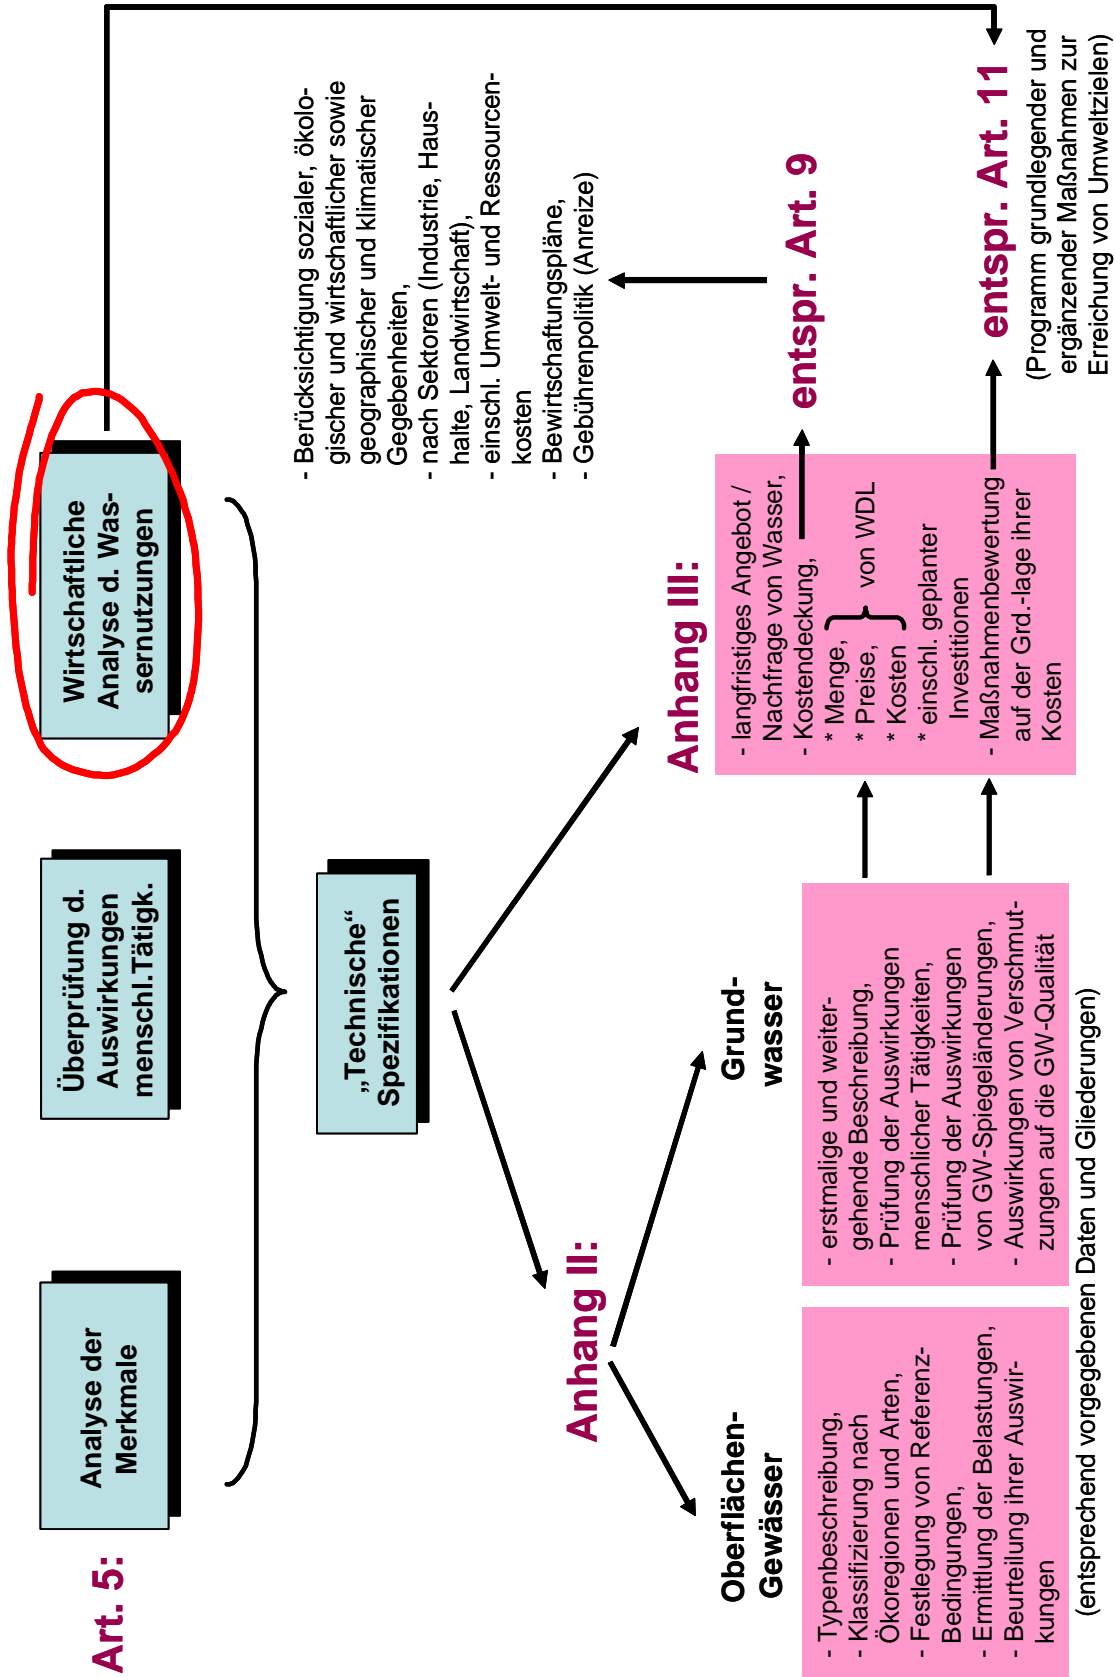 Art. 5:
Analyse der
Merkmale
Überprüfung d.
Auswirkungen
menschl.Tätigk.
Wirtschaftliche
Analyse d. Was-
sernutzungen
„Technische“
Spezifikationen
- Berücksichtigung sozialer, ökolo-
gischer und wirtschaftlicher sowie
geographischer und klimatischer
Gegebenheiten,
- nach Sektoren (Industrie, Haus-
halte, Landwirtschaft),
- einschl. Umwelt- und Ressourcen-
kosten
- Bewirtschaftungspläne,
- Gebührenpolitik (Anreize)
Anhang II:
Anhang III:
entspr. Art. 9
Oberflächen-
Gewässer
Grund-
wasser
- Typenbeschreibung,
- Klassifizierung nach
Ökoregionen und Arten,
- Festlegung von Referenz-
Bedingungen,
- Ermittlung der Belastungen,
- Beurteilung ihrer Auswir-
kungen
- erstmalige und weiter-
gehende Beschreibung,
- Prüfung der Auswirkungen
menschlicher Tätigkeiten,
- Prüfung der Auswirkungen
von GW-Spiegeländerungen,
- Auswirkungen von Verschmut-
zungen auf die GW-Qualität
- langfristiges Angebot /
Nachfrage von Wasser,
- Kostendeckung,
* Menge,
* Preise, von WDL
* Kosten
* einschl. geplanter
Investitionen
- Maßnahmenbewertung
auf der Grd.-lage ihrer
Kosten
entspr. Art. 11
(Programm grundlegender und
ergänzender Maßnahmen zur
Erreichung von Umweltzielen)
(entsprechend vorgegebenen Daten und Gliederungen)